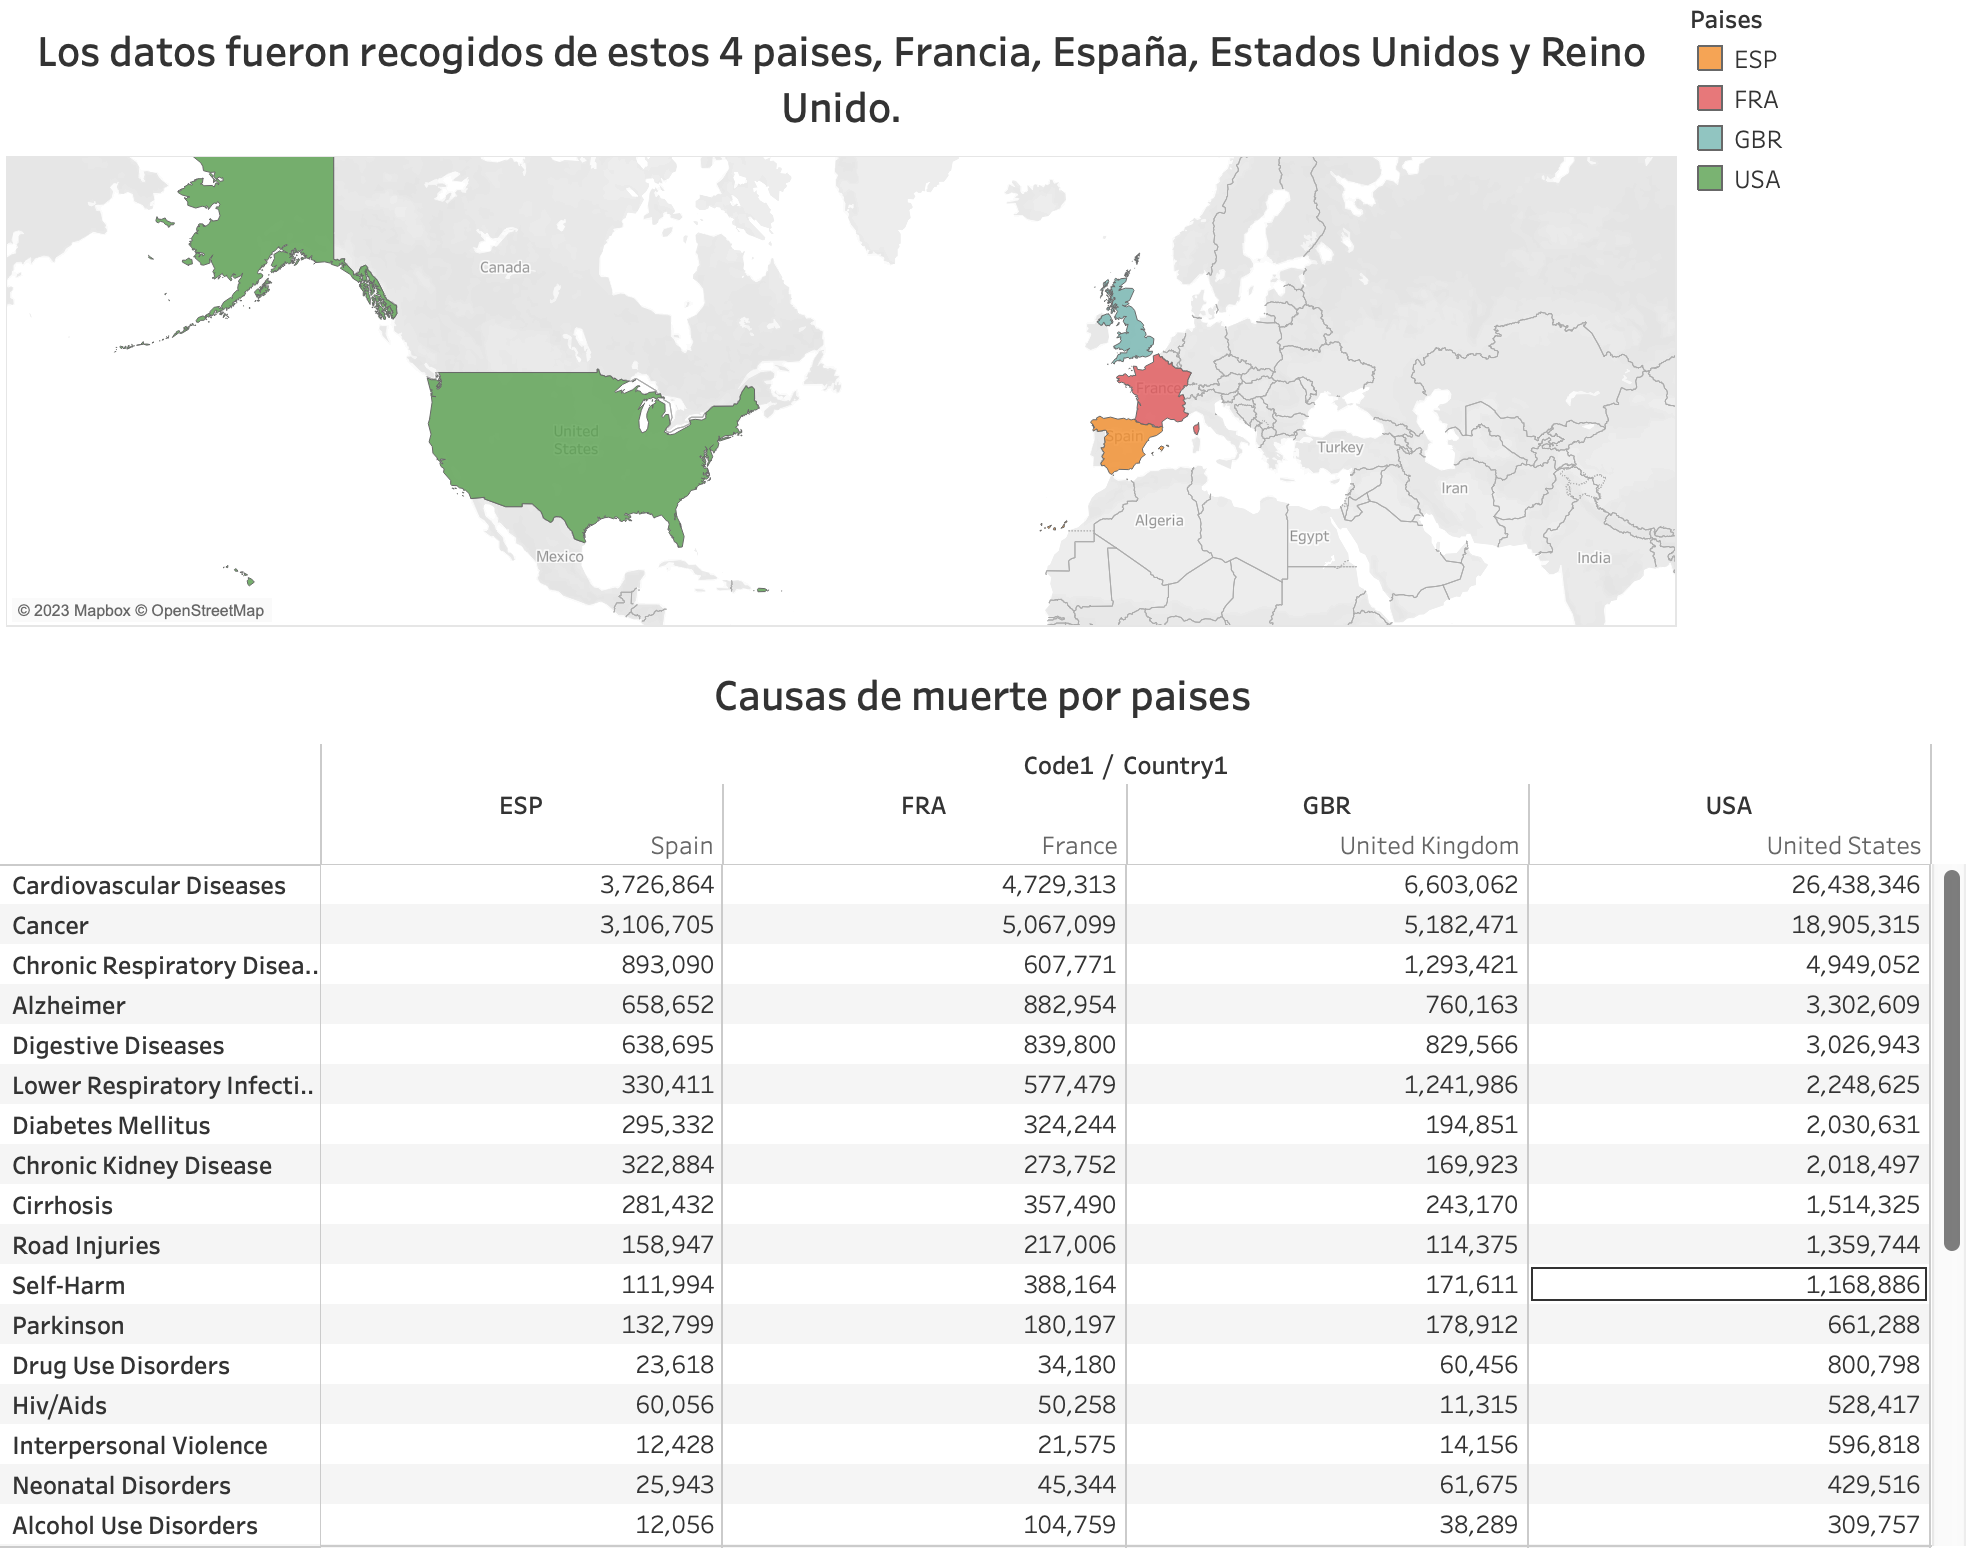 Los datos fueron recogidos de estos 4 paises, Francia, España, Estados Unidos y Reino
Unido.
Paises
ESP
FRA
GBR
USA
Canada
United
States
Mexico
France
Spain
Turkey
Iran
Algeria
Egypt
India
© 2023 Mapbox © OpenStreetMap
Causas de muerte por paises
Code1 / Country1
ESP FRA GBR USA
Spain France United Kingdom United States
Cardiovascular Diseases 3,726,864 4,729,313 6,603,062 26,438,346
Cancer 3,106,705 5,067,099 5,182,471 18,905,315
Chronic Respiratory Disea.. 893,090 607,771 1,293,421 4,949,052
Alzheimer 658,652 882,954 760,163 3,302,609
Digestive Diseases 638,695 839,800 829,566 3,026,943
Lower Respiratory Infecti.. 330,411 577,479 1,241,986 2,248,625
Diabetes Mellitus 295,332 324,244 194,851 2,030,631
Chronic Kidney Disease 322,884 273,752 169,923 2,018,497
Cirrhosis 281,432 357,490 243,170 1,514,325
Road Injuries 158,947 217,006 114,375 1,359,744
Self-Harm 111,994 388,164 171,611 1,168,886
Parkinson 132,799 180,197 178,912 661,288
Drug Use Disorders 23,618 34,180 60,456 800,798
Hiv/Aids 60,056 50,258 11,315 528,417
Interpersonal Violence 12,428 21,575 14,156 596,818
Neonatal Disorders 25,943 45,344 61,675 429,516
Alcohol Use Disorders 12,056 104,759 38,289 309,757